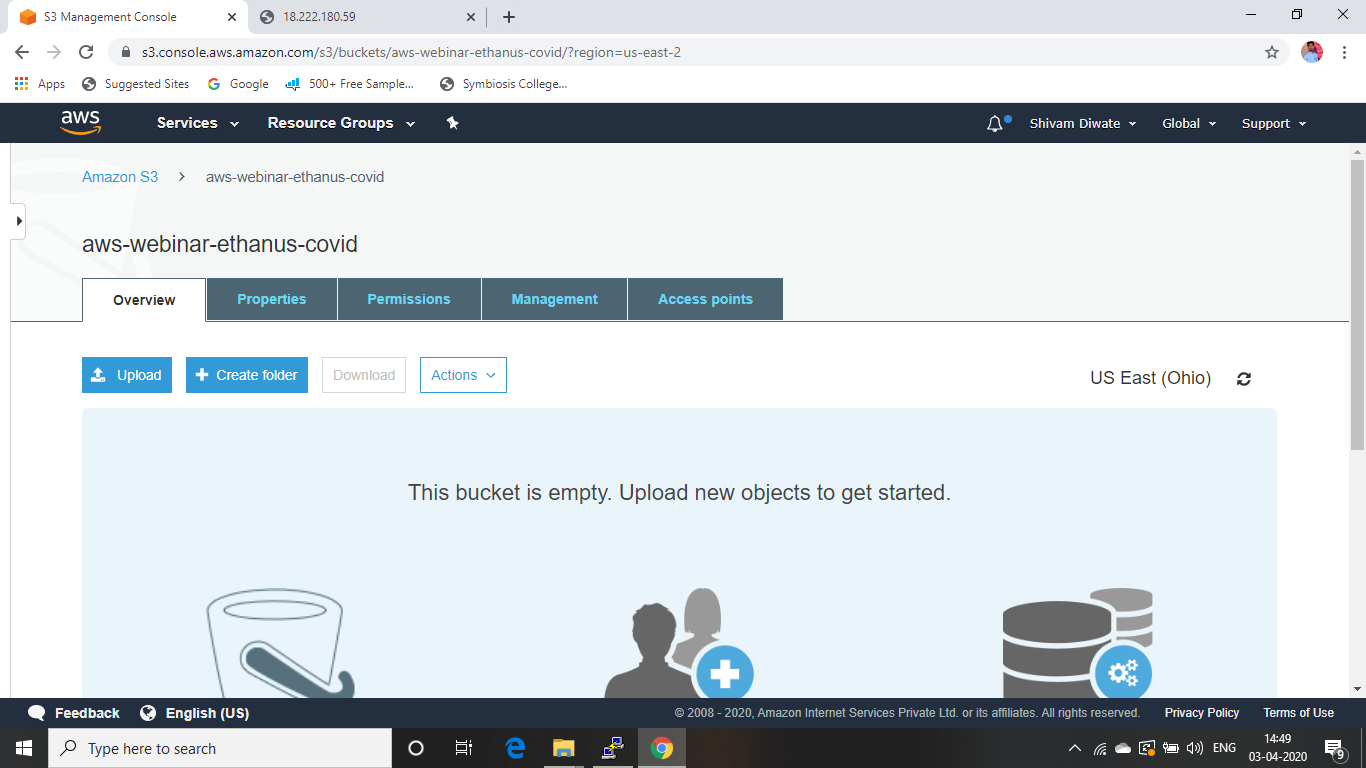 S3 Management Console
18.222.180.59
s3.console.aws.amazon.com/s3/buckets/aws-webinar-ethanus-covid/?region=us-east-2
Apps Suggested Sites Google 500+ Free Sample... Symbiosis College...
aws Services Resource Groups Shivam Diwate Global Support
Amazon S3 > aws-webinar-ethanus-covid
aws-webinar-ethanus-covid
Overview Properties Permissions Management Access points
Upload + Create folder Download Actions US East (Ohio)
This bucket is empty. Upload new objects to get started.
Feedback English (US) © 2008 - 2020, Amazon Internet Services Private Ltd. or its affiliates. All rights reserved. Privacy Policy Terms of Use
Type here to search ENG 14:49
03-04-2020 9